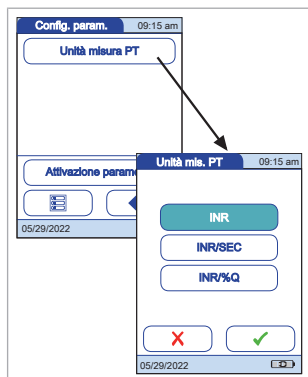 Config. param. 09:15 am
Unità misura PT
Attivazione parame
05/29/2022
Unità mis. PT 09:15 am
INR
INR/SEC
INR/%Q
05/29/2022